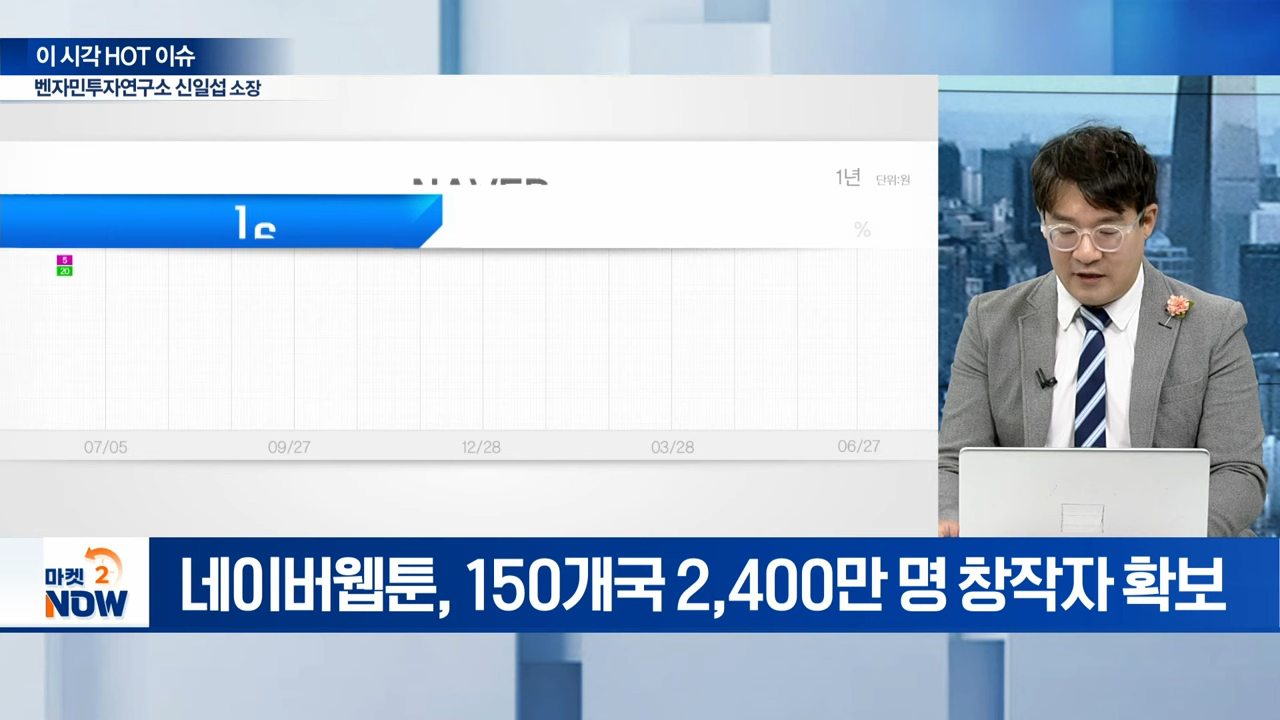 이 시각 HOT 이슈
벤자민투자연구소 신일섭 소장
NAVER
1년 단위:원
%
5
20
07/05 09/27 12/28 03/28 06/27
마켓 2
NOW
네이버웹툰, 150개국 2,400만 명 창작자 확보